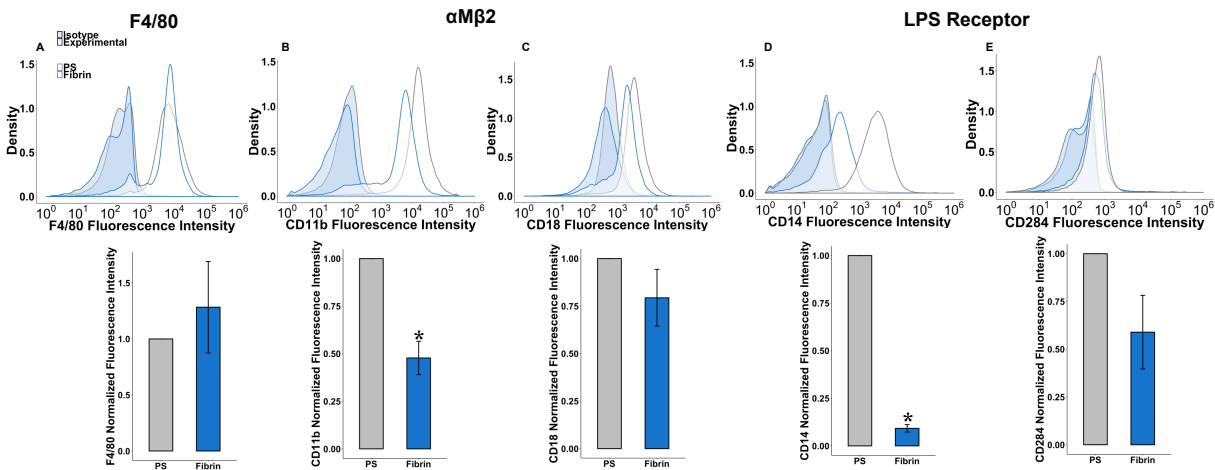 F4/80
αMβ2
LPS Receptor
Isotype
Experimental
PS
Fibrin
A
B
C
D
E
Density
1.5
1.0
0.5
0.0
10^0 10^1 10^2 10^3 10^4 10^5 10^6
F4/80 Fluorescence Intensity
Density
1.5
1.0
0.5
0.0
10^0 10^1 10^2 10^3 10^4 10^5 10^6
CD11b Fluorescence Intensity
Density
1.5
1.0
0.5
0.0
10^0 10^1 10^2 10^3 10^4 10^5 10^6
CD18 Fluorescence Intensity
Density
1.5
1.0
0.5
0.0
10^0 10^1 10^2 10^3 10^4 10^5 10^6
CD14 Fluorescence Intensity
Density
1.5
1.0
0.5
0.0
10^0 10^1 10^2 10^3 10^4 10^5 10^6
CD284 Fluorescence Intensity
F4/80 Normalized Fluorescence Intensity
1.5
1.0
0.5
0.0
PS Fibrin
CD11b Normalized Fluorescence Intensity
1.00
0.75
0.50
0.25
0.00
*
PS Fibrin
CD18 Normalized Fluorescence Intensity
1.00
0.75
0.50
0.25
0.00
PS Fibrin
CD14 Normalized Fluorescence Intensity
1.00
0.75
0.50
0.25
0.00
*
PS Fibrin
CD284 Normalized Fluorescence Intensity
1.00
0.75
0.50
0.25
0.00
PS Fibrin